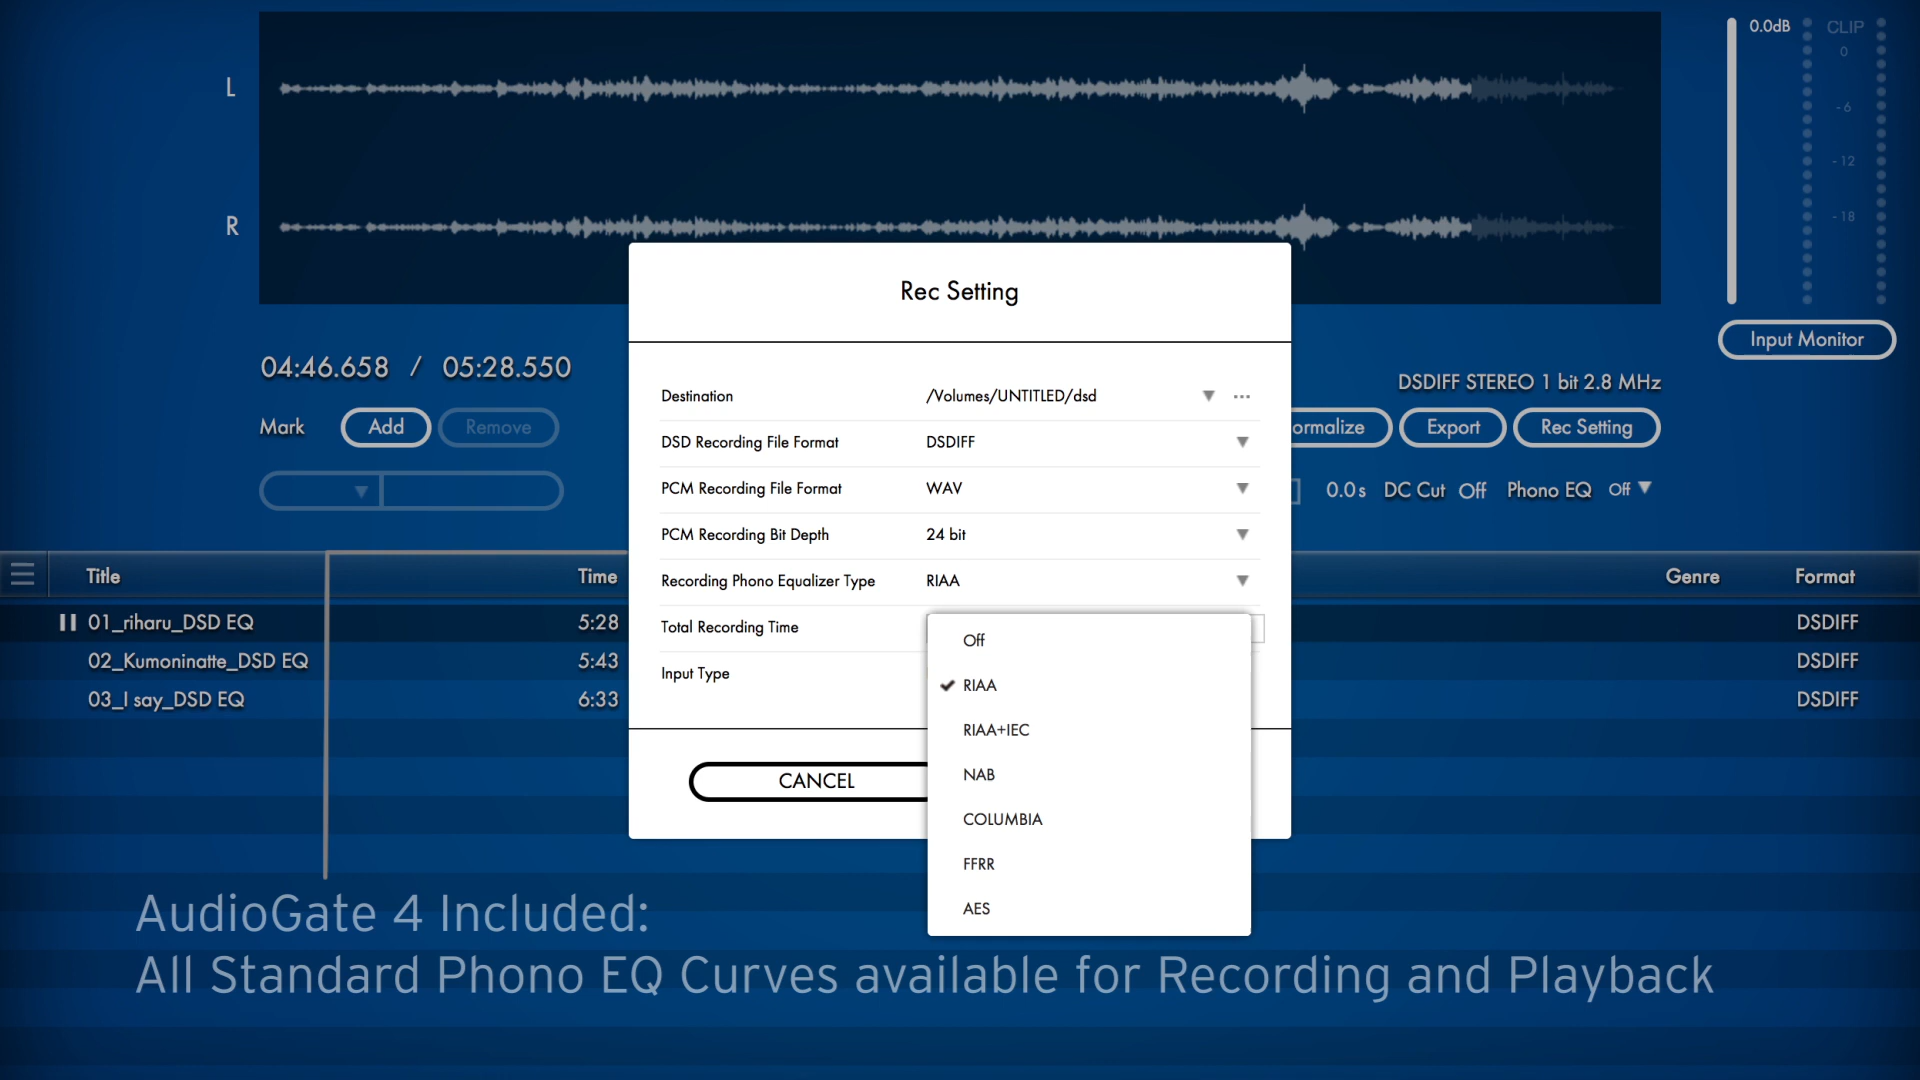 0.0dB
CLIP
0
L
-6
-12
-18
R
Rec Setting
Input Monitor
04:46.658 / 05:28.550
DSDIFF STEREO 1 bit 2.8 MHz
Destination /Volumes/UNTITLED/dsd ...
Mark Add Remove
ormalize Export Rec Setting
DSD Recording File Format DSDIFF
PCM Recording File Format WAV
0.0s DC Cut Off Phono EQ Off
PCM Recording Bit Depth 24 bit
Recording Phono Equalizer Type RIAA
Title Time Genre Format
01_riharu_DSD EQ 5:28 DSDIFF
02_Kumoninatte_DSD EQ 5:43 DSDIFF
03_I say_DSD EQ 6:33 DSDIFF
Total Recording Time
Input Type
Off
RIAA
RIAA+IEC
NAB
COLUMBIA
FFRR
AES
CANCEL
AudioGate 4 Included:
All Standard Phono EQ Curves available for Recording and Playback